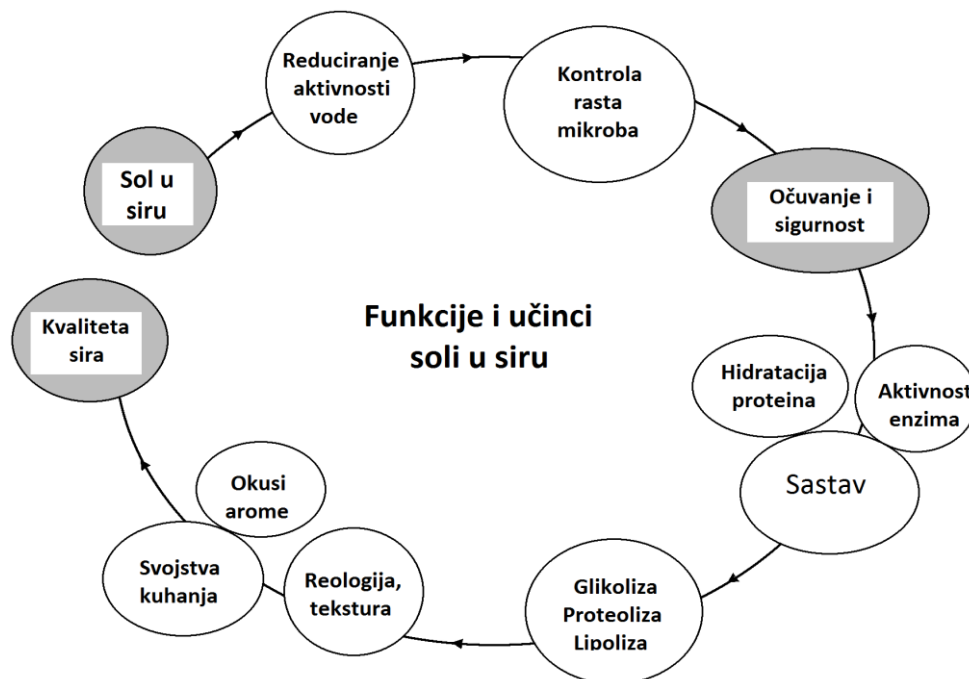 Reduciranje
aktivnosti
vode
Kontrola
rasta
mikroba
Sol u
siru
Očuvanje i
sigurnost
Funkcije i učinci
soli u siru
Kvaliteta
sira
Hidratacija
proteina
Aktivnost
enzima
Sastav
Okusi
arome
Svojstva
kuhanja
Reologija,
tekstura
Glikoliza
Proteoliza
Lipoliza